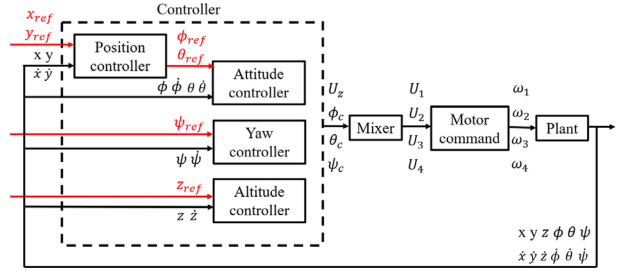 Controller
x_ref
y_ref
x y
ẋ ẏ
Position
controller
ϕ_ref
θ_ref
ϕ ϕ̇ θ θ̇
Attitude
controller
ψ_ref
ψ ψ̇
Yaw
controller
z_ref
z ż
Altitude
controller
U_z
ϕ_c
θ_c
ψ_c
Mixer
U_1
U_2
U_3
U_4
Motor
command
ω_1
ω_2
ω_3
ω_4
Plant
x y z ϕ θ ψ
ẋ ẏ ż ϕ̇ θ̇ ψ̇